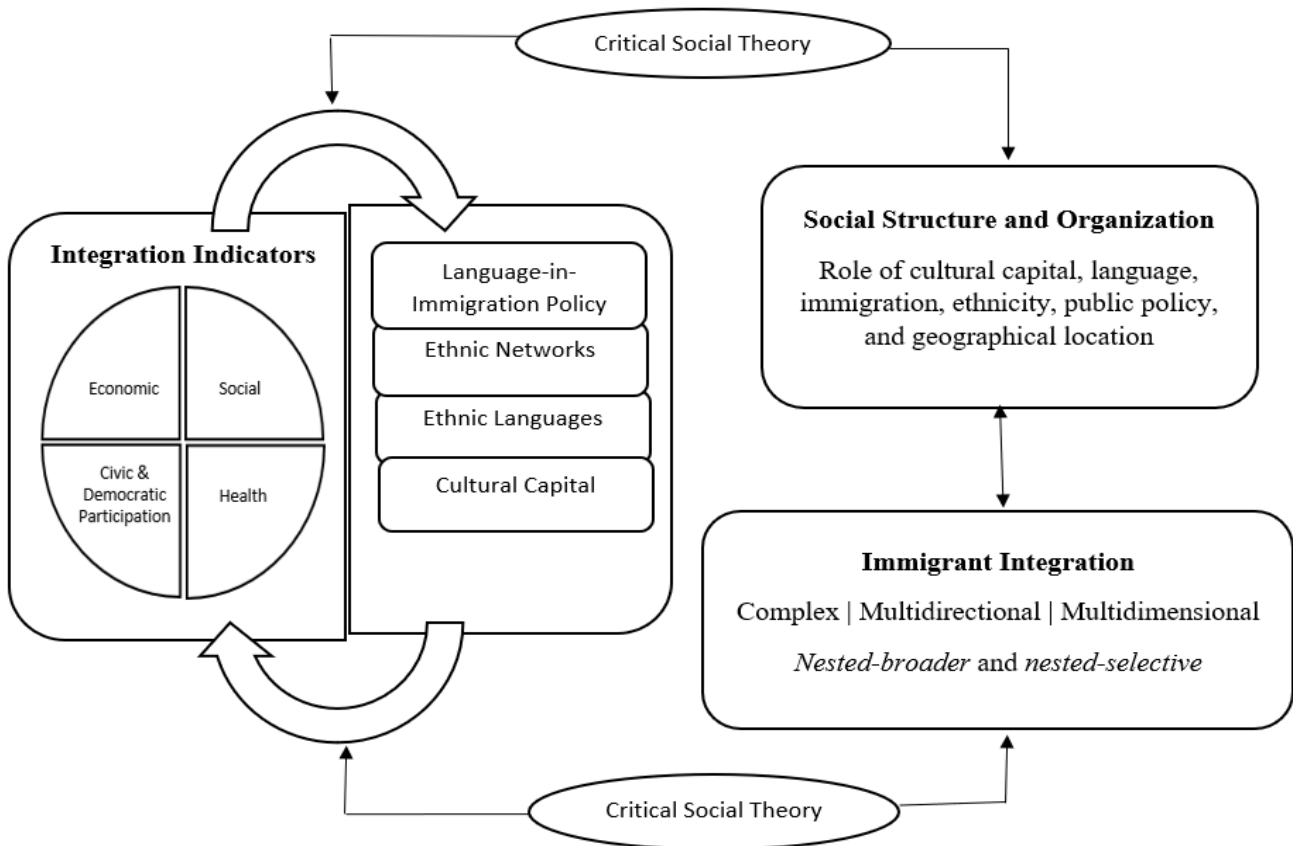 Critical Social Theory
Integration Indicators
Economic
Social
Civic &
Democratic
Participation
Health
Language-in-
Immigration Policy
Ethnic Networks
Ethnic Languages
Cultural Capital
Social Structure and Organization
Role of cultural capital, language,
immigration, ethnicity, public policy,
and geographical location
Immigrant Integration
Complex | Multidirectional | Multidimensional
Nested-broader and nested-selective
Critical Social Theory